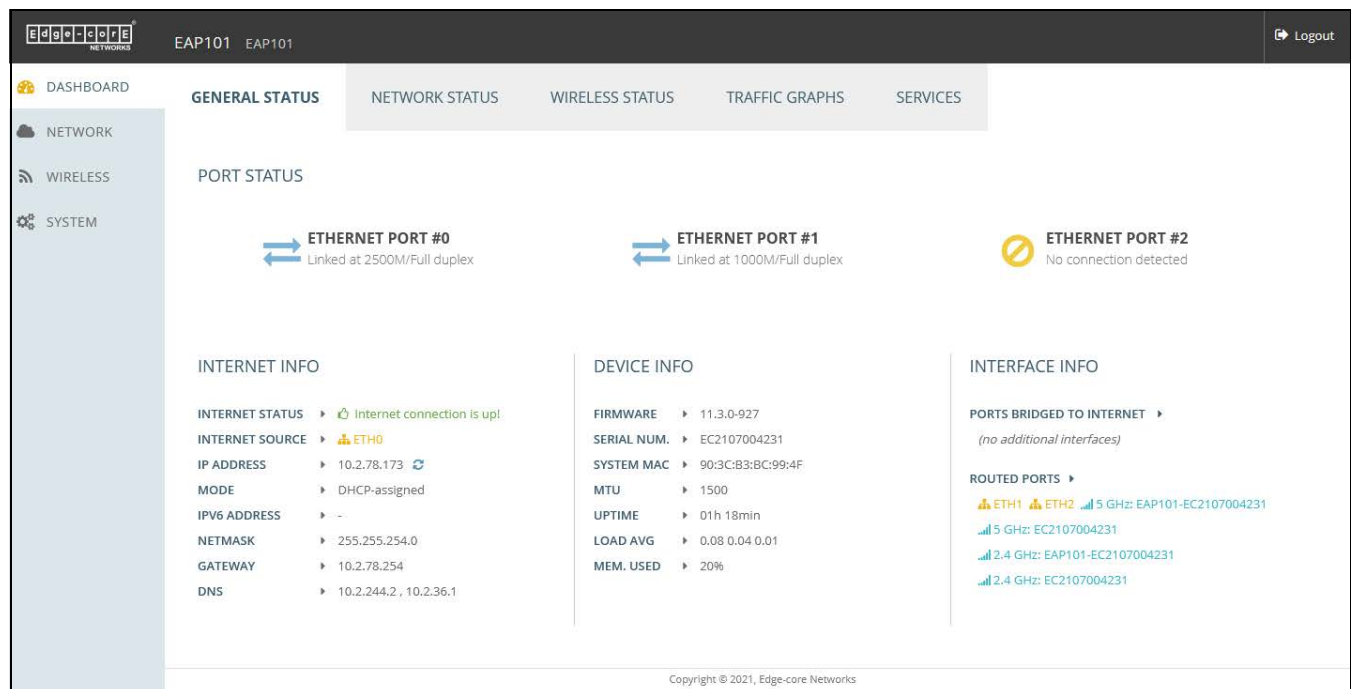 Edge-corE
NETWORKS
EAP101 EAP101
Logout
DASHBOARD
NETWORK
WIRELESS
SYSTEM
GENERAL STATUS NETWORK STATUS WIRELESS STATUS TRAFFIC GRAPHS SERVICES
PORT STATUS
ETHERNET PORT #0
Linked at 2500M/Full duplex
ETHERNET PORT #1
Linked at 1000M/Full duplex
ETHERNET PORT #2
No connection detected
INTERNET INFO
INTERNET STATUS Internet connection is up!
INTERNET SOURCE ETH0
IP ADDRESS 10.2.78.173
MODE DHCP-assigned
IPV6 ADDRESS -
NETMASK 255.255.254.0
GATEWAY 10.2.78.254
DNS 10.2.244.2 , 10.2.36.1
DEVICE INFO
FIRMWARE 11.3.0-927
SERIAL NUM. EC2107004231
SYSTEM MAC 90:3C:B3:BC:99:4F
MTU 1500
UPTIME 01h 18min
LOAD AVG 0.08 0.04 0.01
MEM. USED 20%
INTERFACE INFO
PORTS BRIDGED TO INTERNET
(no additional interfaces)
ROUTED PORTS
ETH1 ETH2 5 GHz: EAP101-EC2107004231
5 GHz: EC2107004231
2.4 GHz: EAP101-EC2107004231
2.4 GHz: EC2107004231
Copyright © 2021, Edge-core Networks